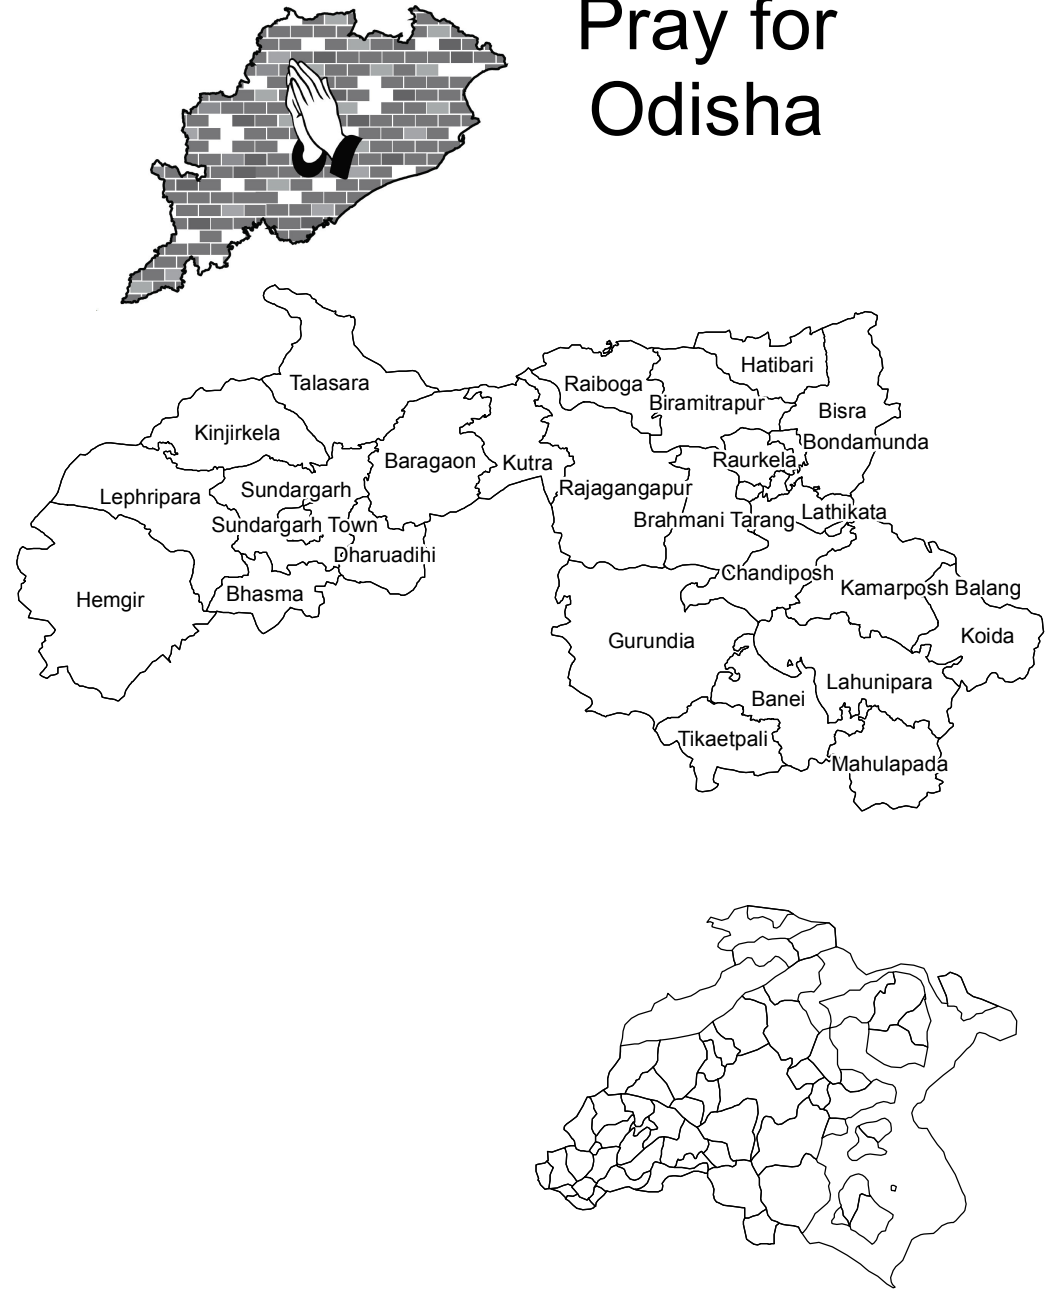 Pray for
Odisha
Talasara
Kinjirkela
Lephripara
Sundargarh
Sundargarh Town
Dharuadihi
Bhasma
Hemgir
Baragaon
Kutra
Raiboga
Biramitrapur
Hatibari
Bisra
Bondamunda
Raurkela
Rajagangapur
Brahmani Tarang
Lathikata
Chandiposh
Kamarposh Balang
Koida
Gurundia
Lahunipara
Banei
Tikaetpali
Mahulapada